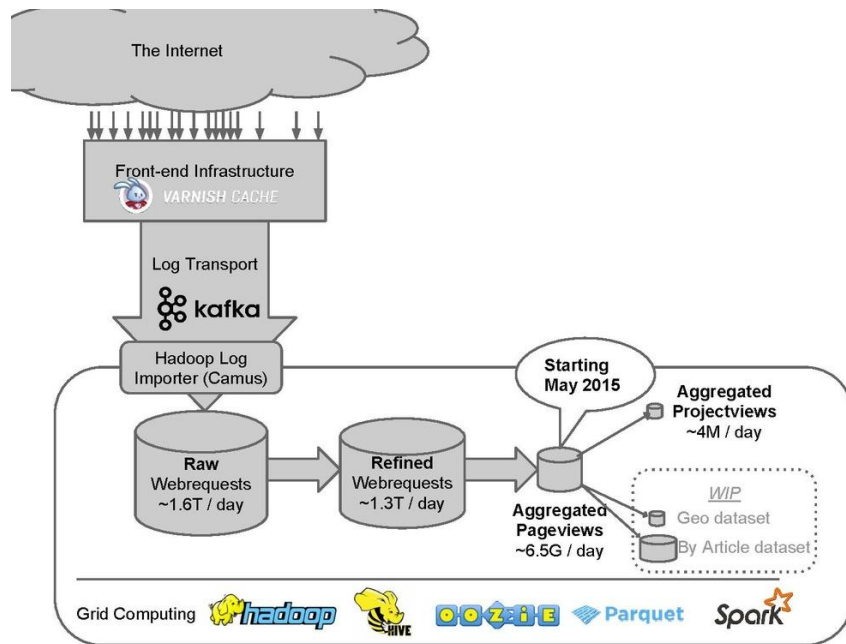 The Internet
Front-end Infrastructure
VARNISH CACHE
Log Transport
kafka
Hadoop Log
Importer (Camus)
Starting
May 2015
Aggregated
Projectviews
~4M / day
Raw
Webrequests
~1.6T / day
Refined
Webrequests
~1.3T / day
Aggregated
Pageviews
~6.5G / day
WIP
Geo dataset
By Article dataset
Grid Computing
hadoop
HIVE
OOZiE
Parquet
Spark